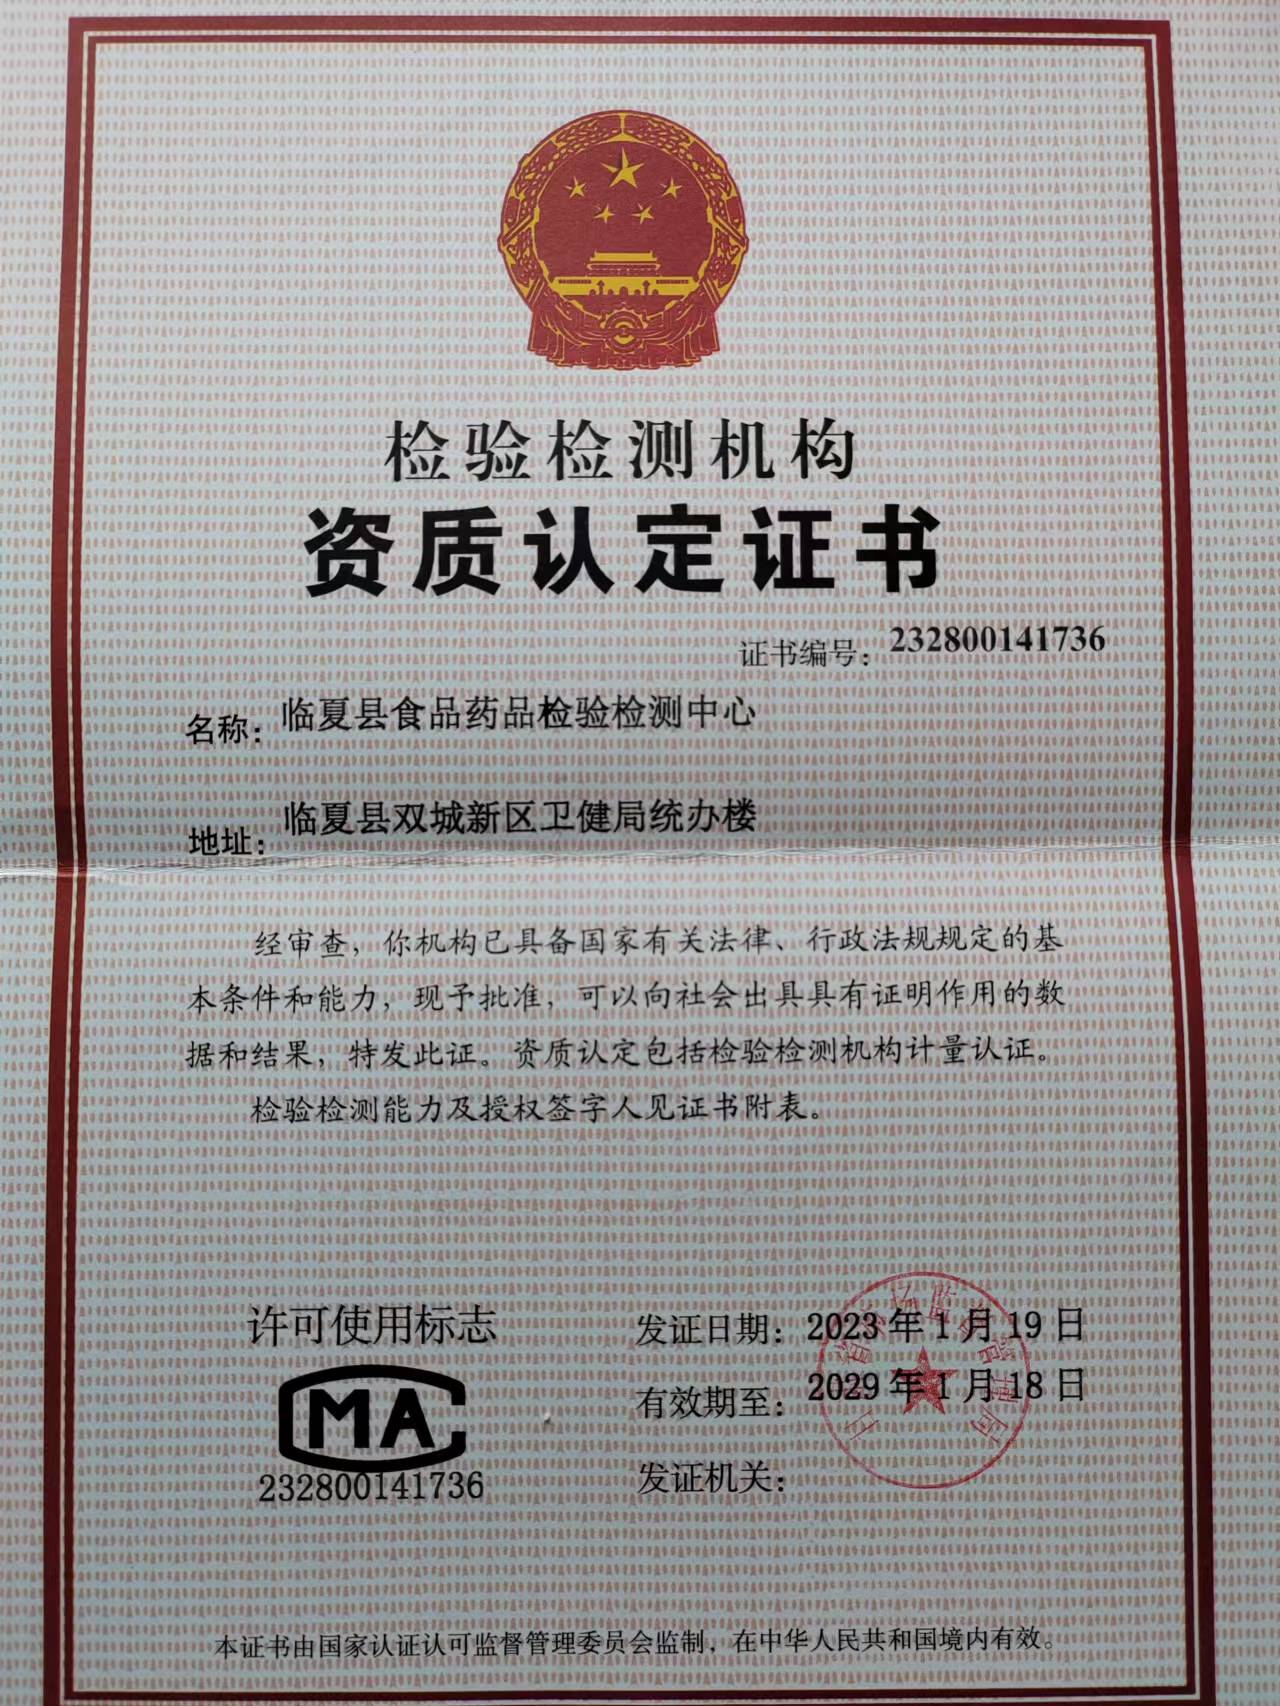 检验检测机构
资质认定证书
证书编号：232800141736
名称：临夏县食品药品检验检测中心
地址：临夏县双城新区卫健局统办楼
经审查，你机构已具备国家有关法律、行政法规规定的基
本条件和能力，现予批准，可以向社会出具具有证明作用的数
据和结果，特发此证。资质认定包括检验检测机构计量认证。
检验检测能力及授权签字人见证书附表。
许可使用标志
MA
232800141736
发证日期：2023年1月19日
有效期至：2029年1月18日
发证机关：
本证书由国家认证认可监督管理委员会监制，在中华人民共和国境内有效。